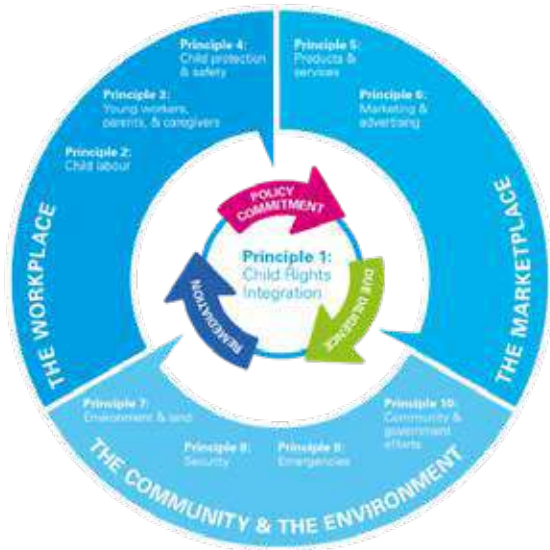 Principle 4:
Child protection
& safety
Principle 3:
Young workers,
parents, & caregivers
Principle 2:
Child labour
THE WORKPLACE
Principle 5:
Products &
services
Principle 6:
Marketing &
advertising
THE MARKETPLACE
POLICY
COMMITMENT
DUE DILIGENCE
REMEDIATION
Principle 1:
Child Rights
Integration
Principle 7:
Environment & land
Principle 8:
Security
Principle 9:
Emergencies
Principle 10:
Community &
government
efforts
THE COMMUNITY & THE ENVIRONMENT